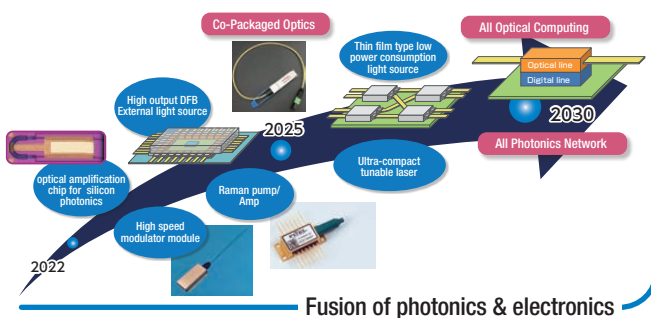 Co-Packaged Optics
All Optical Computing
Thin film type low
power consumption
light source
Optical line
Digital line
High output DFB
External light source
2025
2030
All Photonics Network
optical amplification
chip for silicon
photonics
Raman pump/
Amp
Ultra-compact
tunable laser
High speed
modulator module
2022
Fusion of photonics & electronics